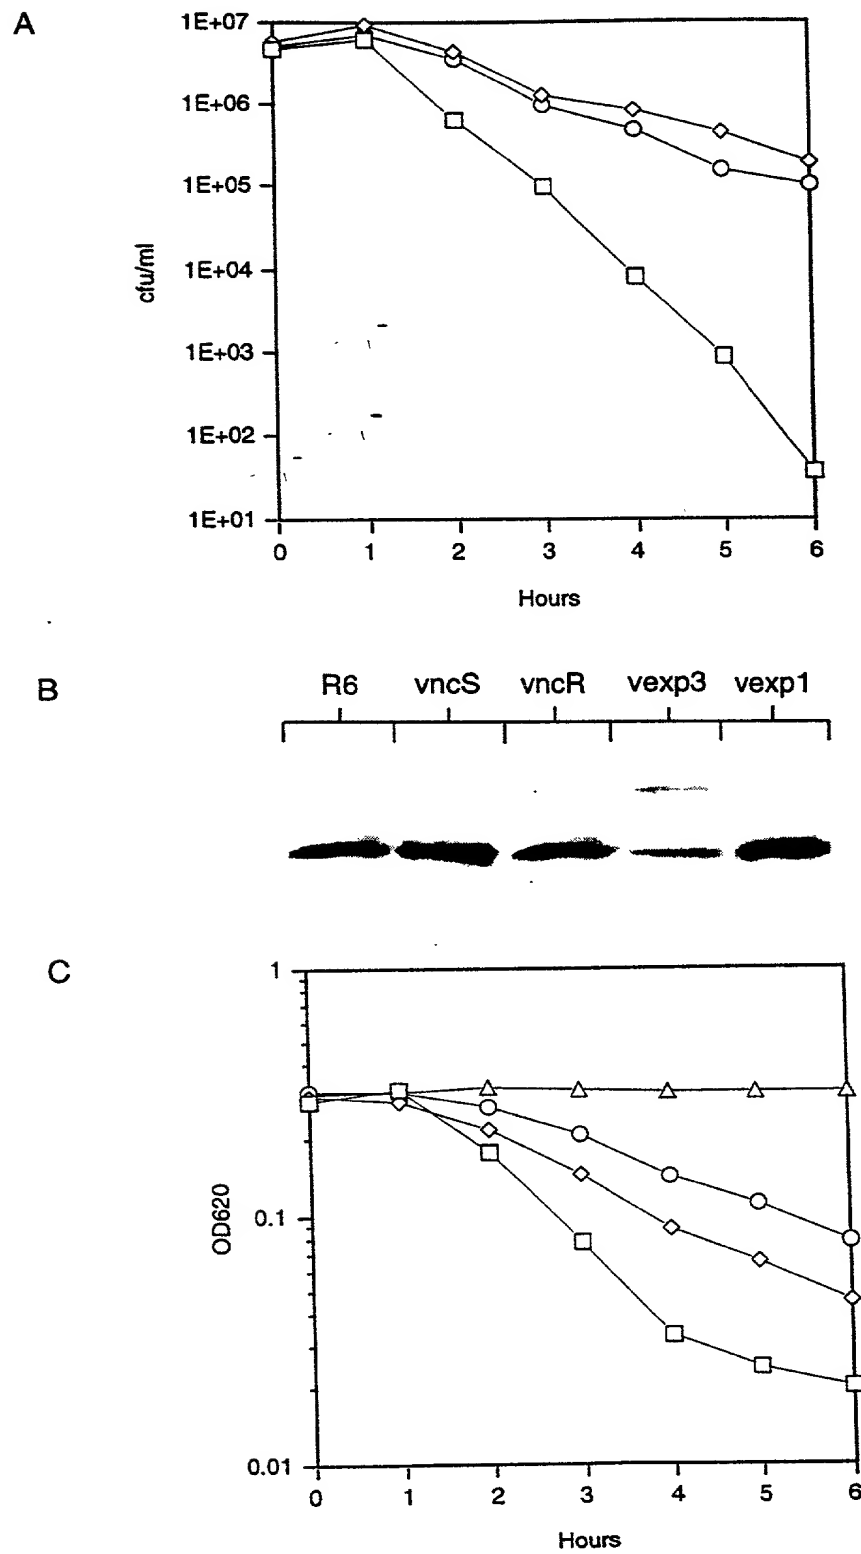 A
1E+07
1E+06
1E+05
1E+04
1E+03
1E+02
1E+01
cfu/ml
0 1 2 3 4 5 6
Hours
B
R6 vncS vncR vexp3 vexp1
C
1
0.1
0.01
OD620
0 1 2 3 4 5 6
Hours